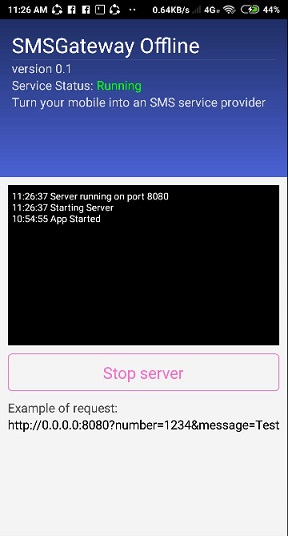 11:26 AM 0.64KB/s 4G 44%
SMSGateway Offline
version 0.1
Service Status: Running
Turn your mobile into an SMS service provider
11:26:37 Server running on port 8080
11:26:37 Starting Server
10:54:55 App Started
Stop server
Example of request:
http://0.0.0.0:8080?number=1234&message=Test